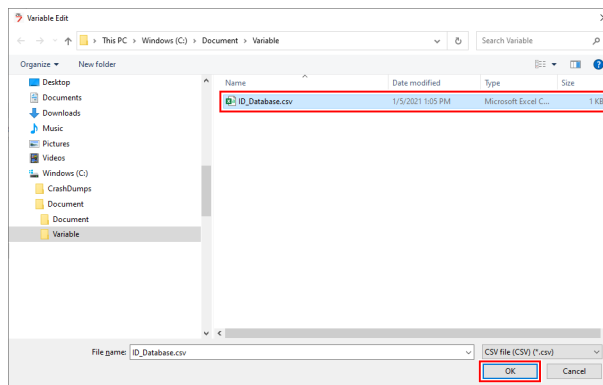 Variable Edit
This PC > Windows (C:) > Document > Variable
Search Variable
Organize
New folder
Desktop
Documents
Downloads
Music
Pictures
Videos
Windows (C:)
CrashDumps
Document
Document
Variable
Name Date modified Type Size
ID_Database.csv 1/5/2021 1:05 PM Microsoft Excel C... 1 KB
File name: ID_Database.csv
CSV file (CSV) (*.csv)
OK Cancel